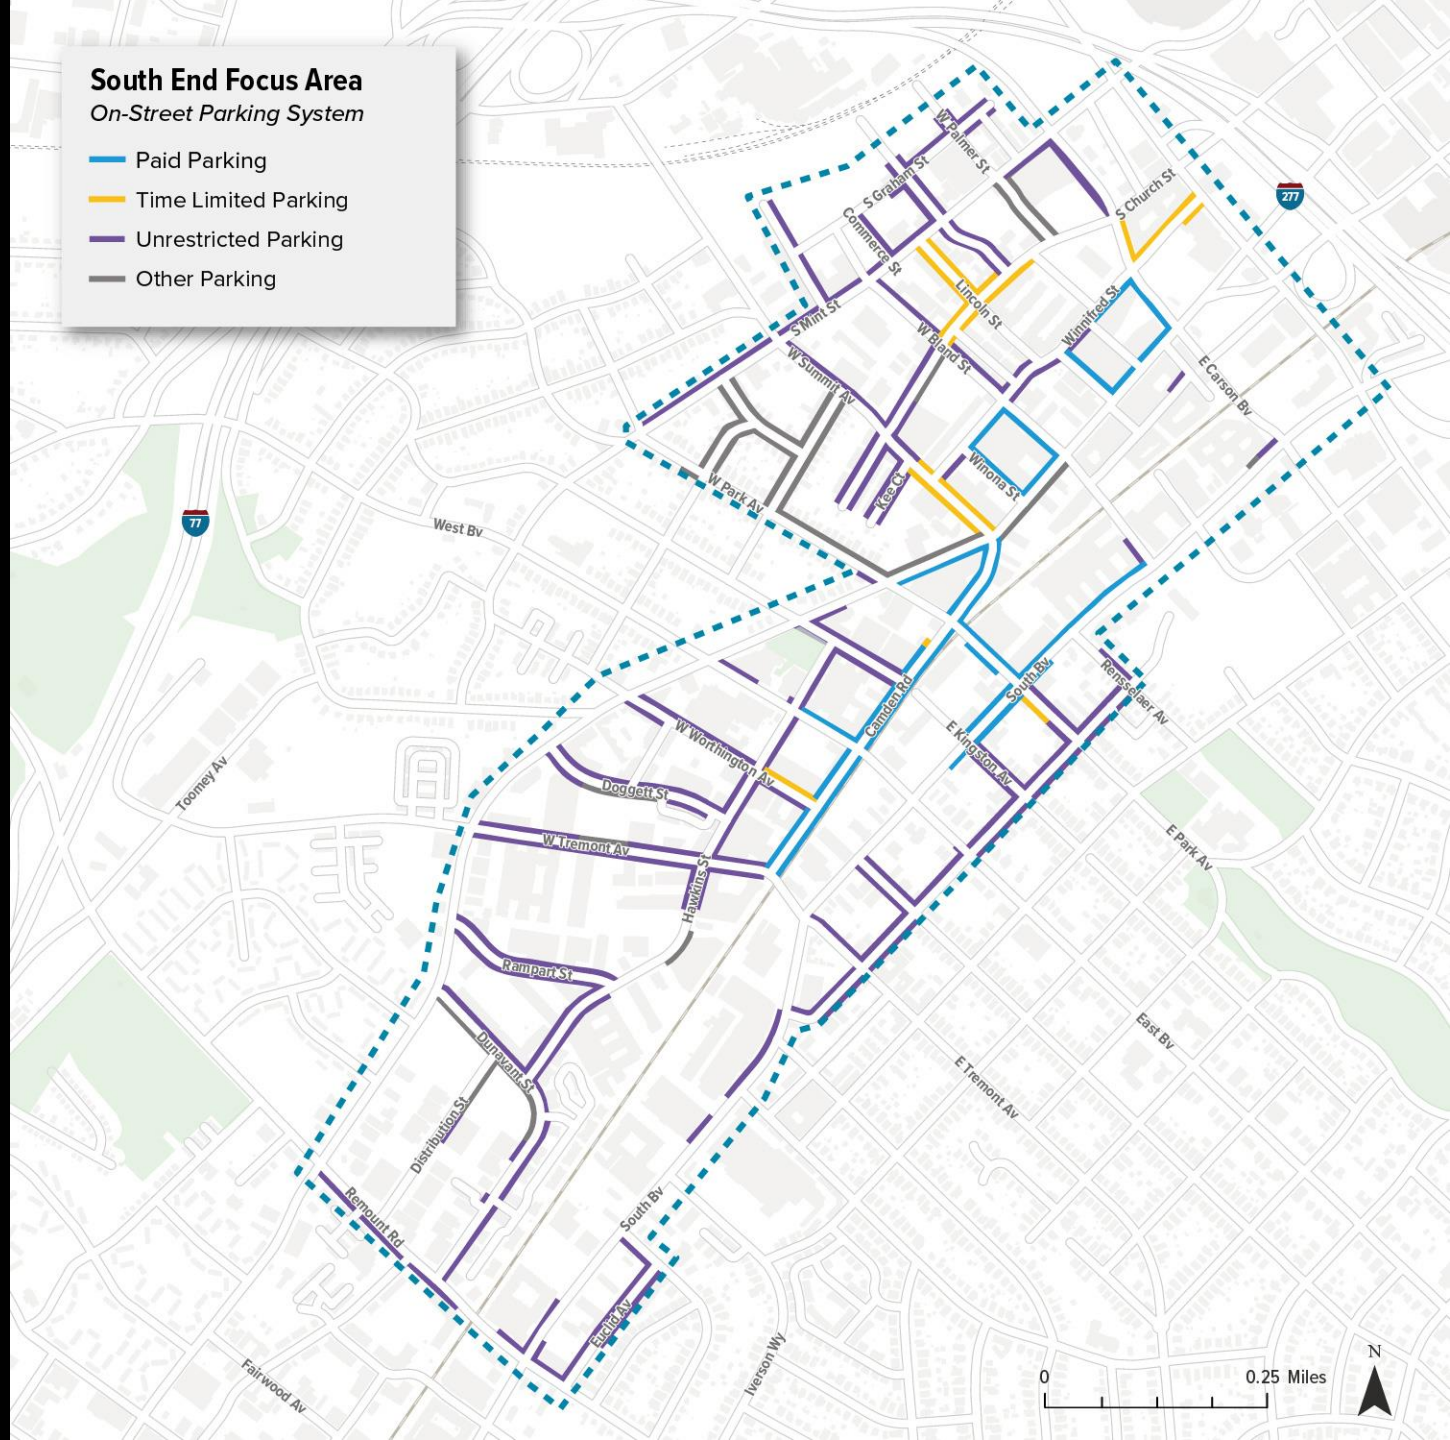 South End Focus Area
On-Street Parking System
Paid Parking
Time Limited Parking
Unrestricted Parking
Other Parking
277
W Palmer St
S Graham St
S Church St
Commerce St
Lincoln St
Winnifred St
S Mint St
W Bland St
W Summit Av
E Carson Bv
Winona St
Kee Ct
W Park Av
77
West Bv
South Bv
Rensselaer Av
Camden Rd
E Kingston Av
W Worthington Av
Toomey Av
Doggett St
W Tremont Av
E Park Av
Hawkins St
Rampart St
East Bv
Dunavant St
E Tremont Av
Distribution St
Remount Rd
South Bv
Euclid Av
Iverson Wy
Fairwood Av
N
0 0.25 Miles